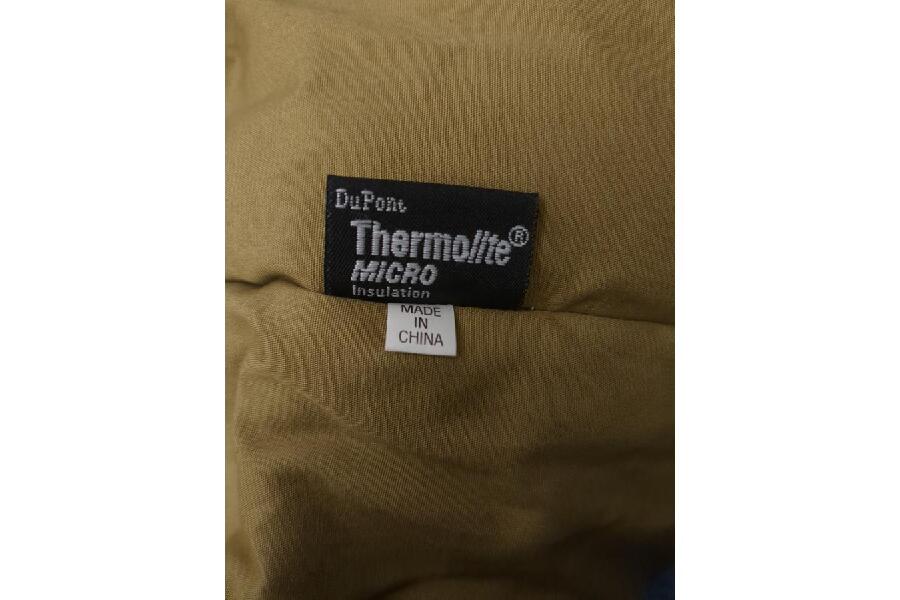 DuPont
Thermolite®
MICRO
Insulation
MADE
IN
CHINA